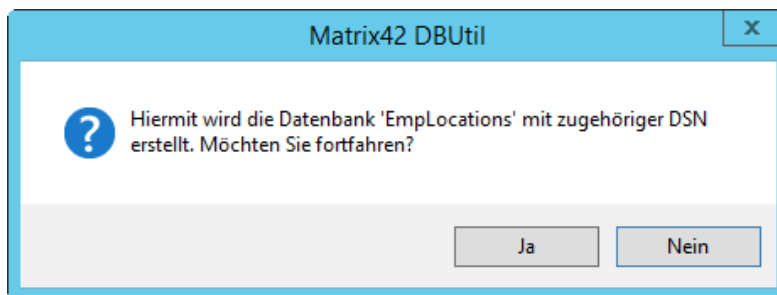 Matrix42 DBUtil
x
Hiermit wird die Datenbank 'EmpLocations' mit zugehöriger DSN
erstellt. Möchten Sie fortfahren?
?
Ja
Nein